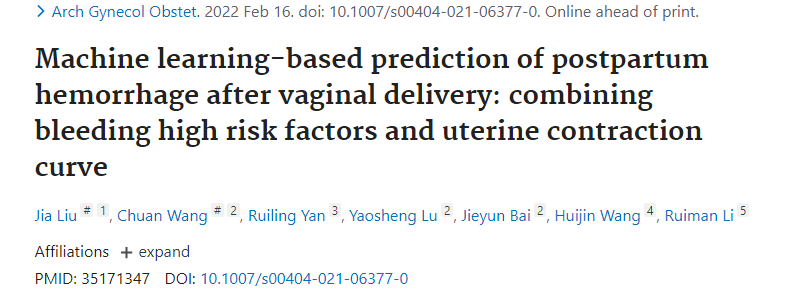 Arch Gynecol Obstet. 2022 Feb 16. doi: 10.1007/s00404-021-06377-0. Online ahead of print.
Machine learning-based prediction of postpartum
hemorrhage after vaginal delivery: combining
bleeding high risk factors and uterine contraction
curve
Jia Liu # 1, Chuan Wang # 2, Ruiling Yan 3, Yaosheng Lu 2, Jieyun Bai 2, Huijin Wang 4, Ruiman Li 5
Affiliations + expand
PMID: 35171347 DOI: 10.1007/s00404-021-06377-0